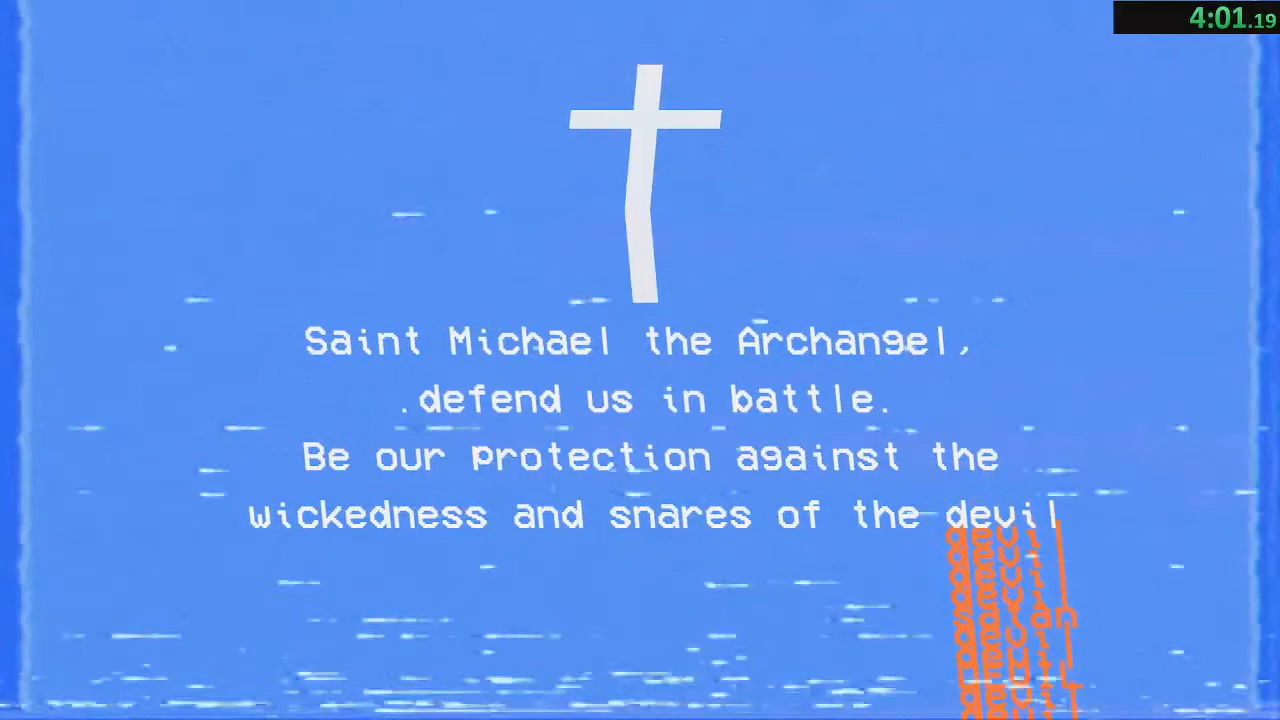 4:01.19
Saint Michael the Archangel,
.defend us in battle.
Be our protection against the
wickedness and snares of the devil